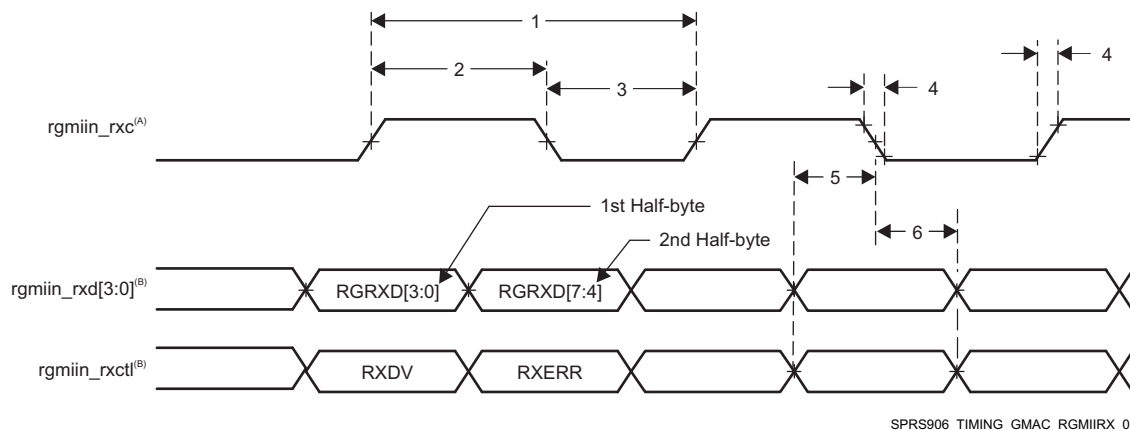 1
2
3
4
4
rgmiin_rxc(A)
5
1st Half-byte
6
2nd Half-byte
rgmiin_rxd[3:0](B)
RGRXD[3:0]
RGRXD[7:4]
rgmiin_rxctl(B)
RXDV
RXERR
SPRS906_TIMING_GMAC_RGMIIRX_0